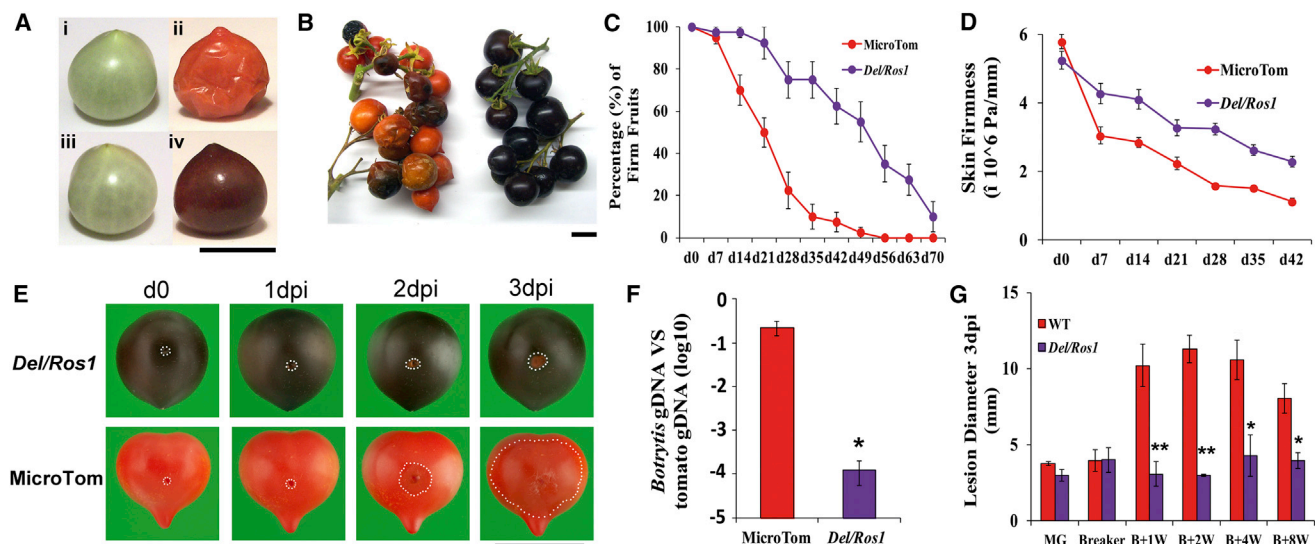 A
i
ii
iii
iv
B
C
Percentage (%) of
Firm Fruits
100
80
60
40
20
0
MicroTom
Del/Ros1
d0 d7 d14 d21 d28 d35 d42 d49 d56 d63 d70
D
Skin Firmness
(î 10^6 Pa/mm)
6
4
2
0
MicroTom
Del/Ros1
d0 d7 d14 d21 d28 d35 d42
E
d0 1dpi 2dpi 3dpi
Del/Ros1
MicroTom
F
Botrytis gDNA VS
tomato gDNA (log10)
-0
-1
-2
-3
-4
-5
*
MicroTom Del/Ros1
G
Lesion Diameter 3dpi
(mm)
15
10
5
0
WT
Del/Ros1
** ** * *
MG Breaker B+1W B+2W B+4W B+8W